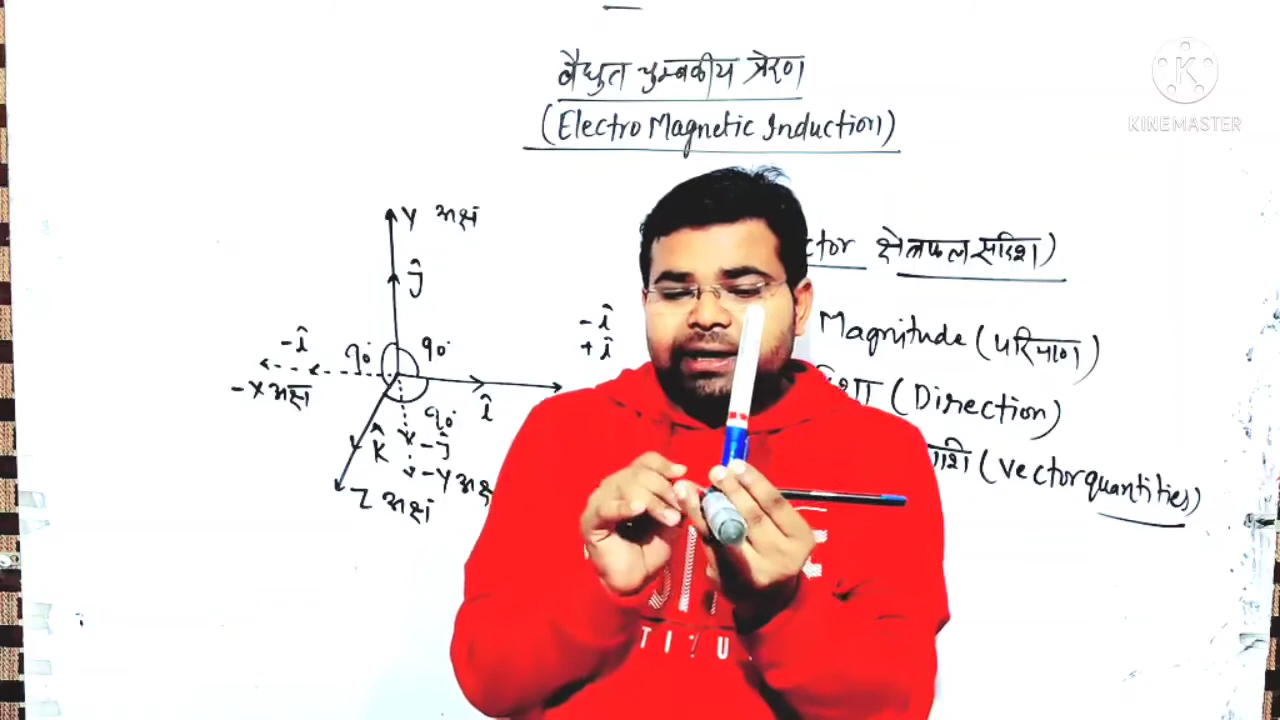 वैधुत चुम्बकीय प्रेरण
(Electro Magnetic Induction)
KINEMASTER
Y अक्ष
ctor क्षेत्रफल सदिश)
ĵ
-î
+î
Magnitude (परिमाण)
-î
90°
90°
-X अक्ष
î
(Direction)
90°
k̂
-ĵ
-Y अक्ष
राशि (vector quantities)
Z अक्ष